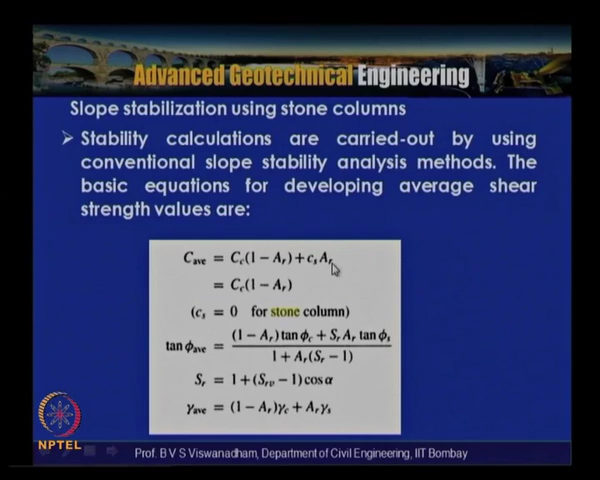 Advanced Geotechnical Engineering
Slope stabilization using stone columns
➤ Stability calculations are carried-out by using
conventional slope stability analysis methods. The
basic equations for developing average shear
strength values are:
C_ave = C_c(1 − A_r) + c_s A_r
= C_c(1 − A_r)
(c_s = 0 for stone column)
tan ϕ_ave = ((1 − A_r) tan ϕ_c + S_r A_r tan ϕ_s) / (1 + A_r(S_r − 1))
S_r = 1 + (S_rv − 1) cos α
γ_ave = (1 − A_r)γ_c + A_r γ_s
NPTEL
Prof. B V S Viswanadham, Department of Civil Engineering, IIT Bombay